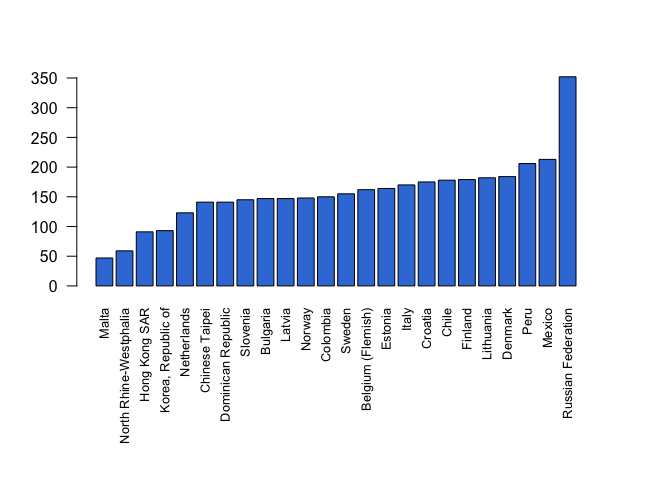 350
300
250
200
150
100
50
0
Malta
North Rhine-Westphalia
Hong Kong SAR
Korea, Republic of
Netherlands
Chinese Taipei
Dominican Republic
Slovenia
Bulgaria
Latvia
Norway
Colombia
Sweden
Belgium (Flemish)
Estonia
Italy
Croatia
Chile
Finland
Lithuania
Denmark
Peru
Mexico
Russian Federation